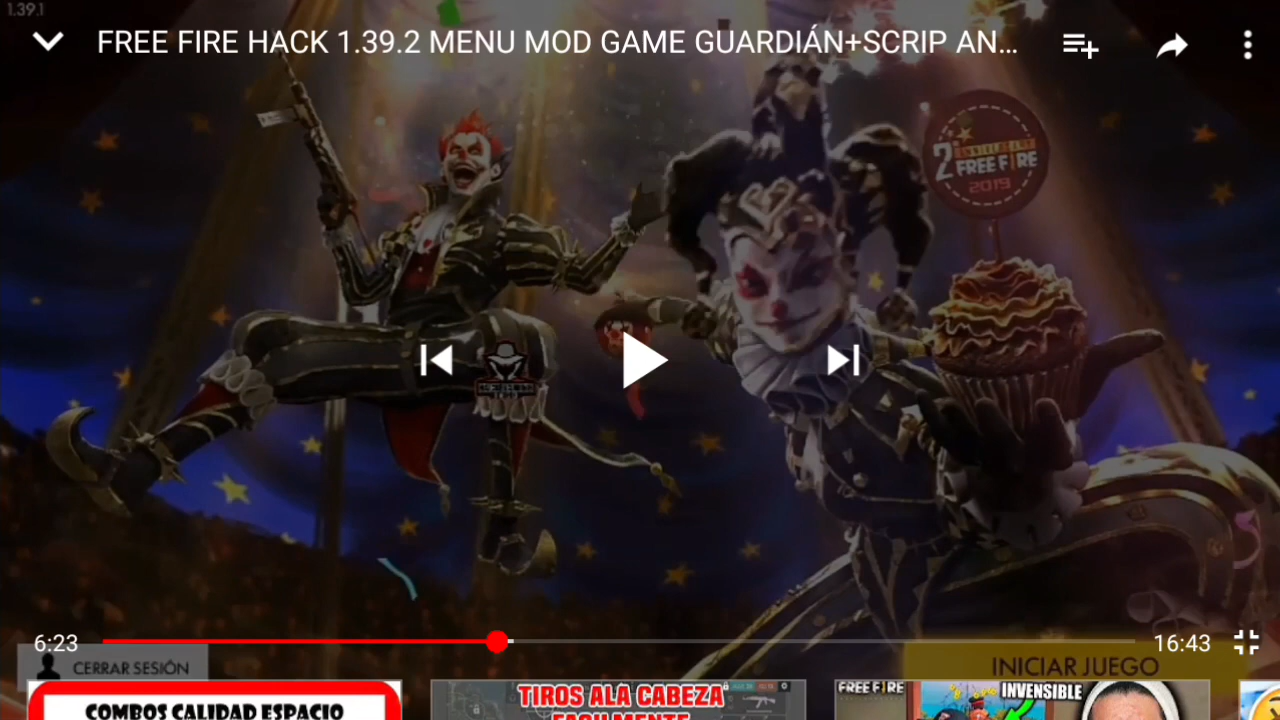 1.39.1
FREE FIRE HACK 1.39.2 MENU MOD GAME GUARDIÁN+SCRIP AN...
2
FREE FIRE
2019
6:23
16:43
CERRAR SESIÓN
INICIAR JUEGO
COMBOS CALIDAD ESPACIO
TIROS ALA CABEZA
FACILMENTE
FREE FIRE
INVENSIBLE